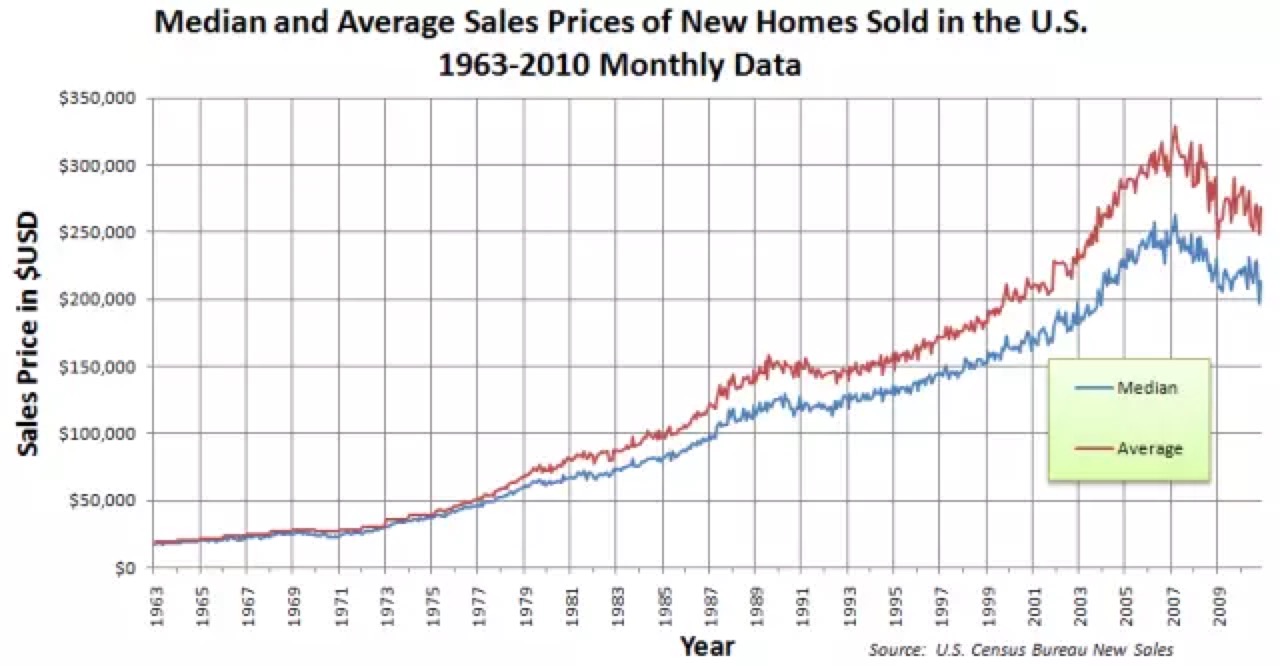 Median and Average Sales Prices of New Homes Sold in the U.S.
1963-2010 Monthly Data
$350,000
$300,000
$250,000
$200,000
$150,000
$100,000
$50,000
$0
Sales Price in $USD
Median
Average
1963 1965 1967 1969 1971 1973 1975 1977 1979 1981 1983 1985 1987 1989 1991 1993 1995 1997 1999 2001 2003 2005 2007 2009
Year
Source: U.S. Census Bureau New Sales